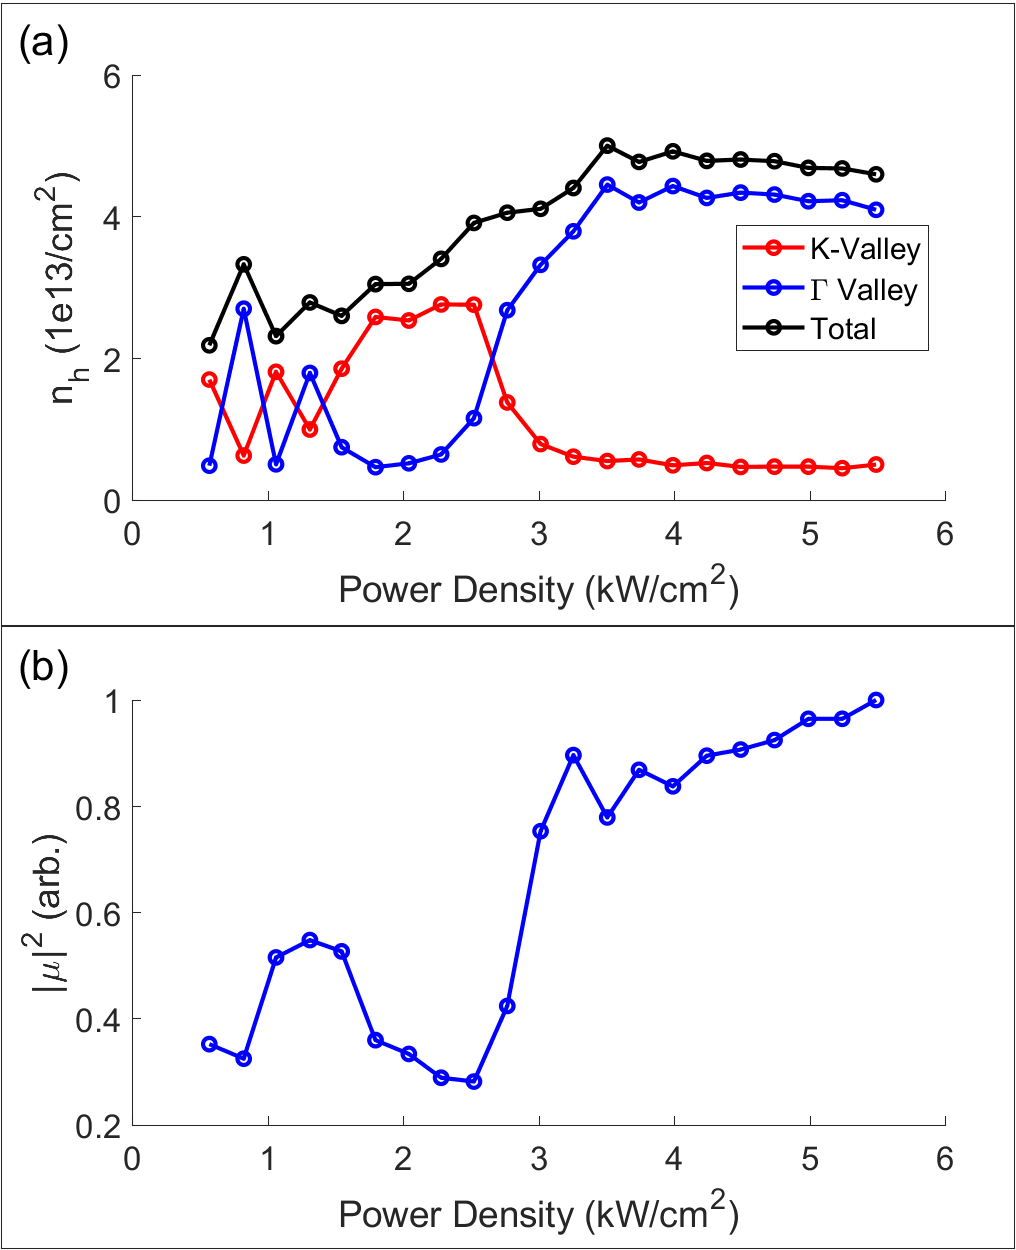 (a)
6
4
2
0
n_h (1e13/cm^2)
K-Valley
Γ Valley
Total
0 1 2 3 4 5 6
Power Density (kW/cm^2)
(b)
1
0.8
0.6
0.4
0.2
|μ|^2 (arb.)
0 1 2 3 4 5 6
Power Density (kW/cm^2)